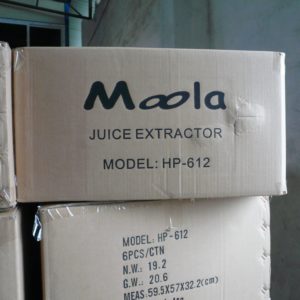 Moola
JUICE EXTRACTOR
MODEL: HP-612
MODEL: HP-612
6PCS/CTN
N.W.: 19.2
G.W.: 20.6
MEAS:59.5X57X32.2(cm)